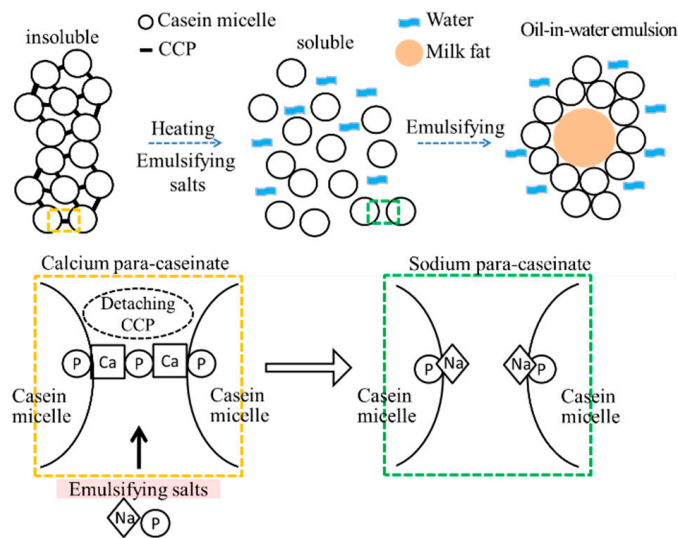 insoluble
Casein micelle
CCP
soluble
Water
Milk fat
Oil-in-water emulsion
Heating
Emulsifying
salts
Emulsifying
Calcium para-caseinate
Detaching
CCP
P Ca P Ca P
Casein
micelle
Casein
micelle
Emulsifying salts
Na P
Sodium para-caseinate
P Na
Na P
Casein
micelle
Casein
micelle